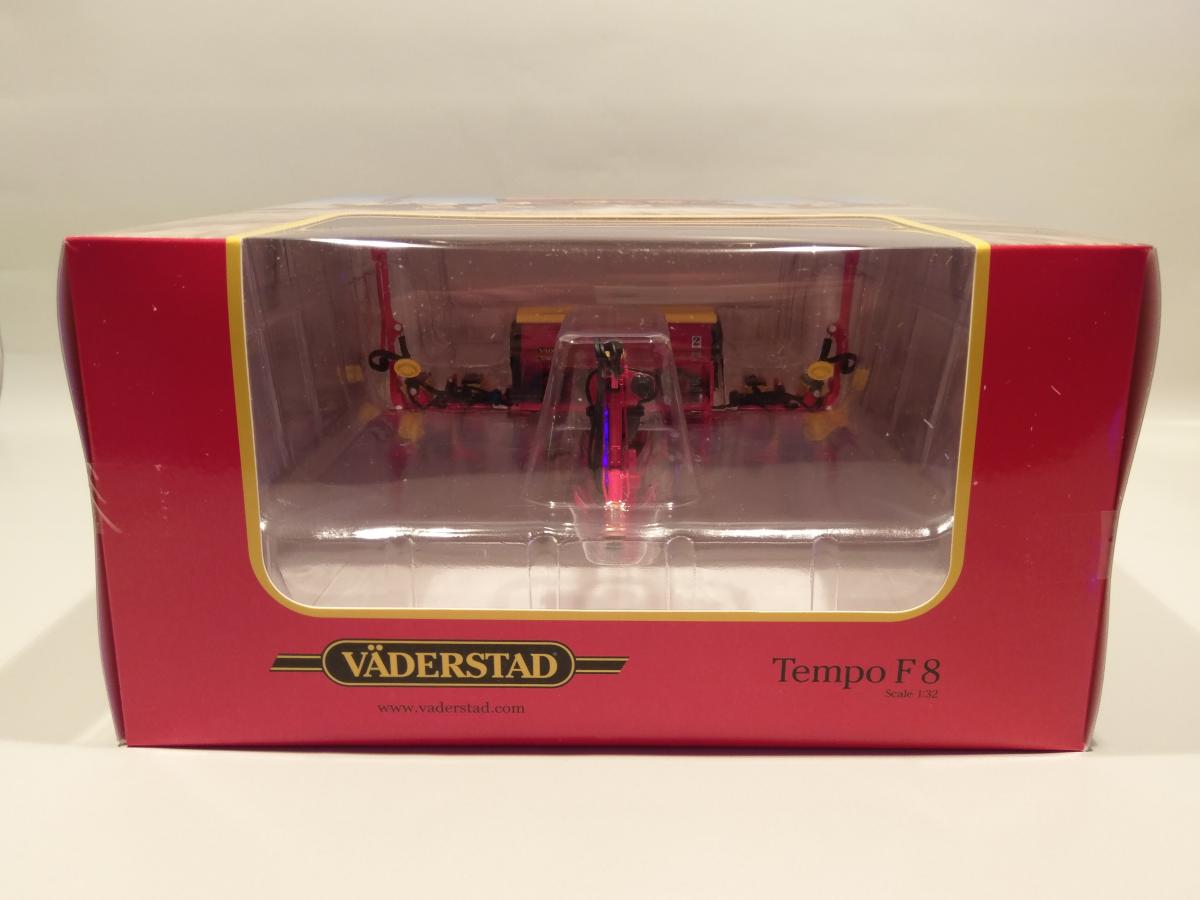 VÄDERSTAD
www.vaderstad.com
Tempo F 8
Scale 1:32